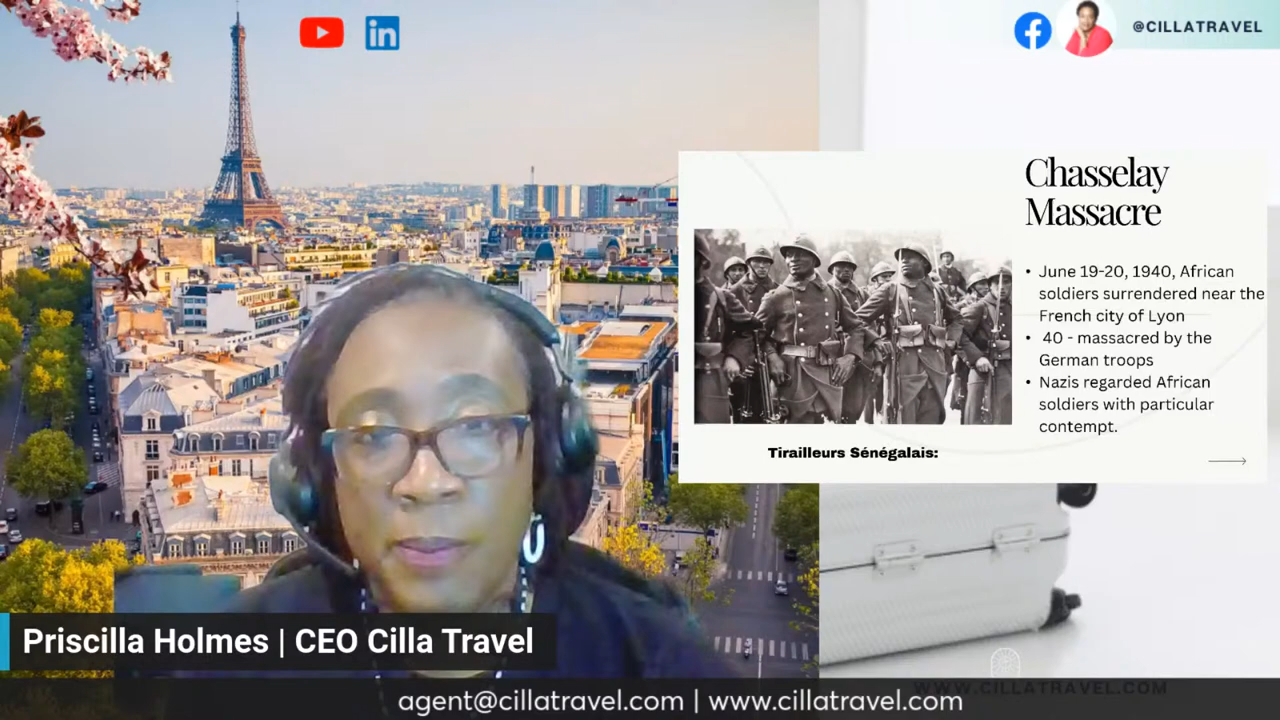 @CILLATRAVEL
Chasselay
Massacre
• June 19-20, 1940, African
soldiers surrendered near the
French city of Lyon
• 40 - massacred by the
German troops
• Nazis regarded African
soldiers with particular
contempt.
Tirailleurs Sénégalais:
Priscilla Holmes | CEO Cilla Travel
WWW.CILLATRAVEL.COM
agent@cillatravel.com | www.cillatravel.com